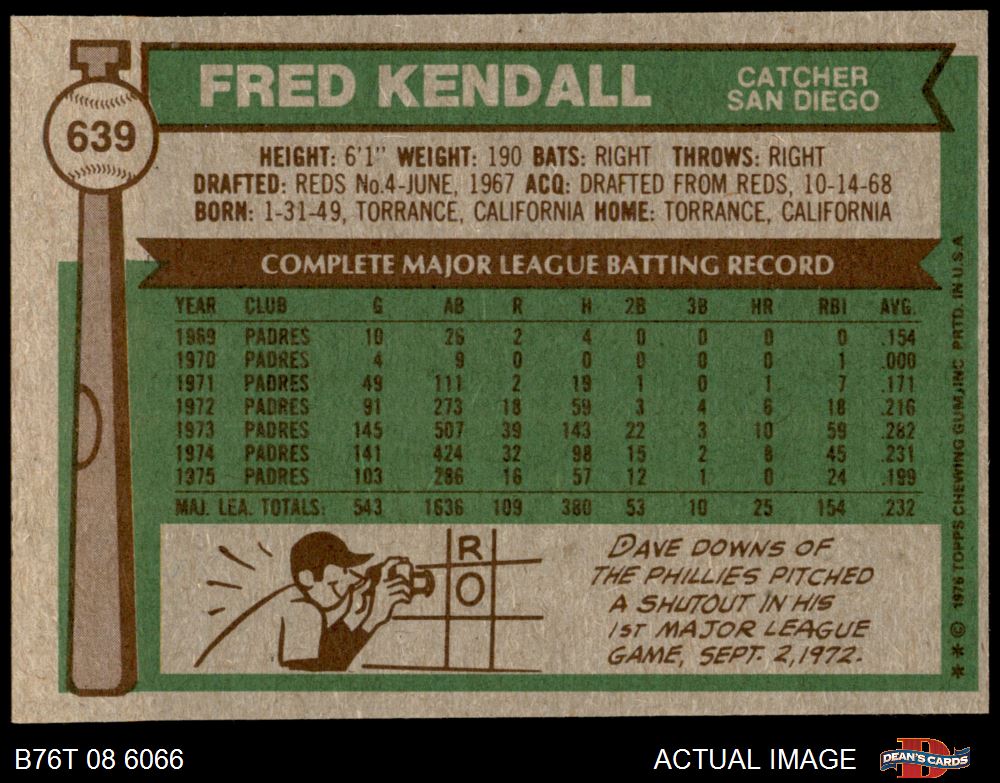 639
FRED KENDALL
CATCHER
SAN DIEGO
HEIGHT: 6'1" WEIGHT: 190 BATS: RIGHT THROWS: RIGHT
DRAFTED: REDS No.4-JUNE, 1967 ACQ: DRAFTED FROM REDS, 10-14-68
BORN: 1-31-49, TORRANCE, CALIFORNIA HOME: TORRANCE, CALIFORNIA
COMPLETE MAJOR LEAGUE BATTING RECORD
YEAR CLUB G AB R H 2B 3B HR RBI AVG.
1969 PADRES 10 26 2 4 0 0 0 0 .154
1970 PADRES 4 9 0 0 0 0 0 1 .000
1971 PADRES 49 111 2 19 1 0 1 7 .171
1972 PADRES 91 273 18 59 3 4 6 18 .216
1973 PADRES 145 507 39 143 22 3 10 59 .282
1974 PADRES 141 424 32 98 15 2 8 45 .231
1975 PADRES 103 286 16 57 12 1 0 24 .199
MAJ. LEA. TOTALS: 543 1636 109 380 53 10 25 154 .232
R
O
DAVE DOWNS OF
THE PHILLIES PITCHED
A SHUTOUT IN HIS
1ST MAJOR LEAGUE
GAME, SEPT. 2, 1972.
** © 1976 TOPPS CHEWING GUM, INC. PRTD. IN U.S.A.
B76T 08 6066
ACTUAL IMAGE
D
DEAN'S CARDS